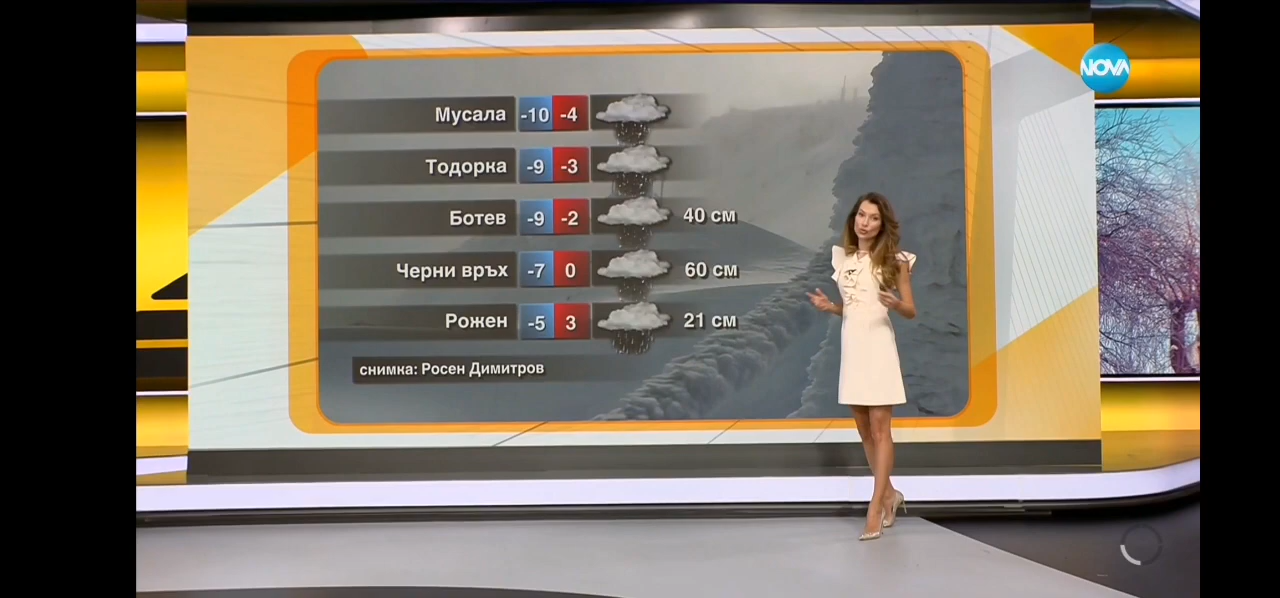 NOVA
Мусала -10 -4
Тодорка -9 -3
Ботев -9 -2 40 см
Черни връх -7 0 60 см
Рожен -5 3 21 см
снимка: Росен Димитров